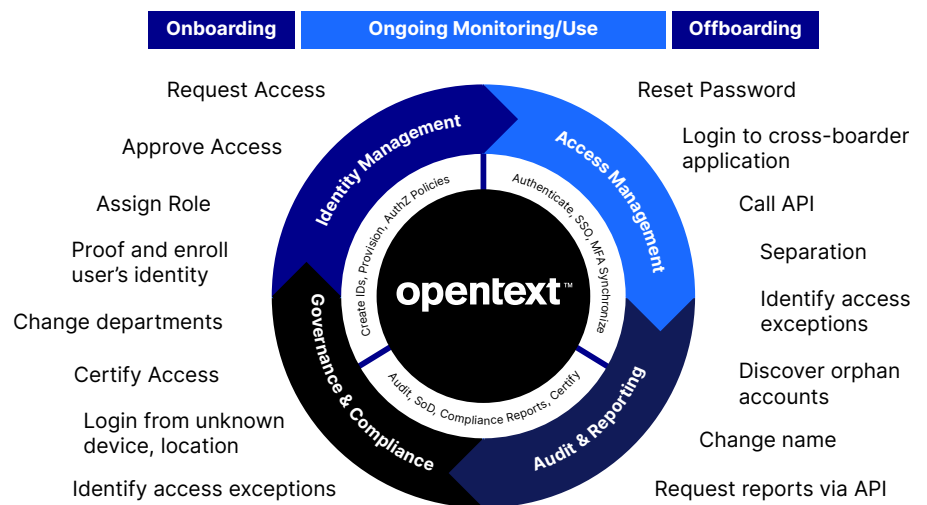 Onboarding
Ongoing Monitoring/Use
Offboarding
Request Access
Approve Access
Assign Role
Proof and enroll
user’s identity
Change departments
Certify Access
Login from unknown
device, location
Identify access exceptions
Identity Management
Access Management
Audit & Reporting
Governance & Compliance
Create IDs, Provision, AuthZ Policies
Authenticate, SSO, MFA Synchronize
Audit, SoD, Compliance Reports, Certify
opentext™
Reset Password
Login to cross-boarder
application
Call API
Separation
Identify access
exceptions
Discover orphan
accounts
Change name
Request reports via API